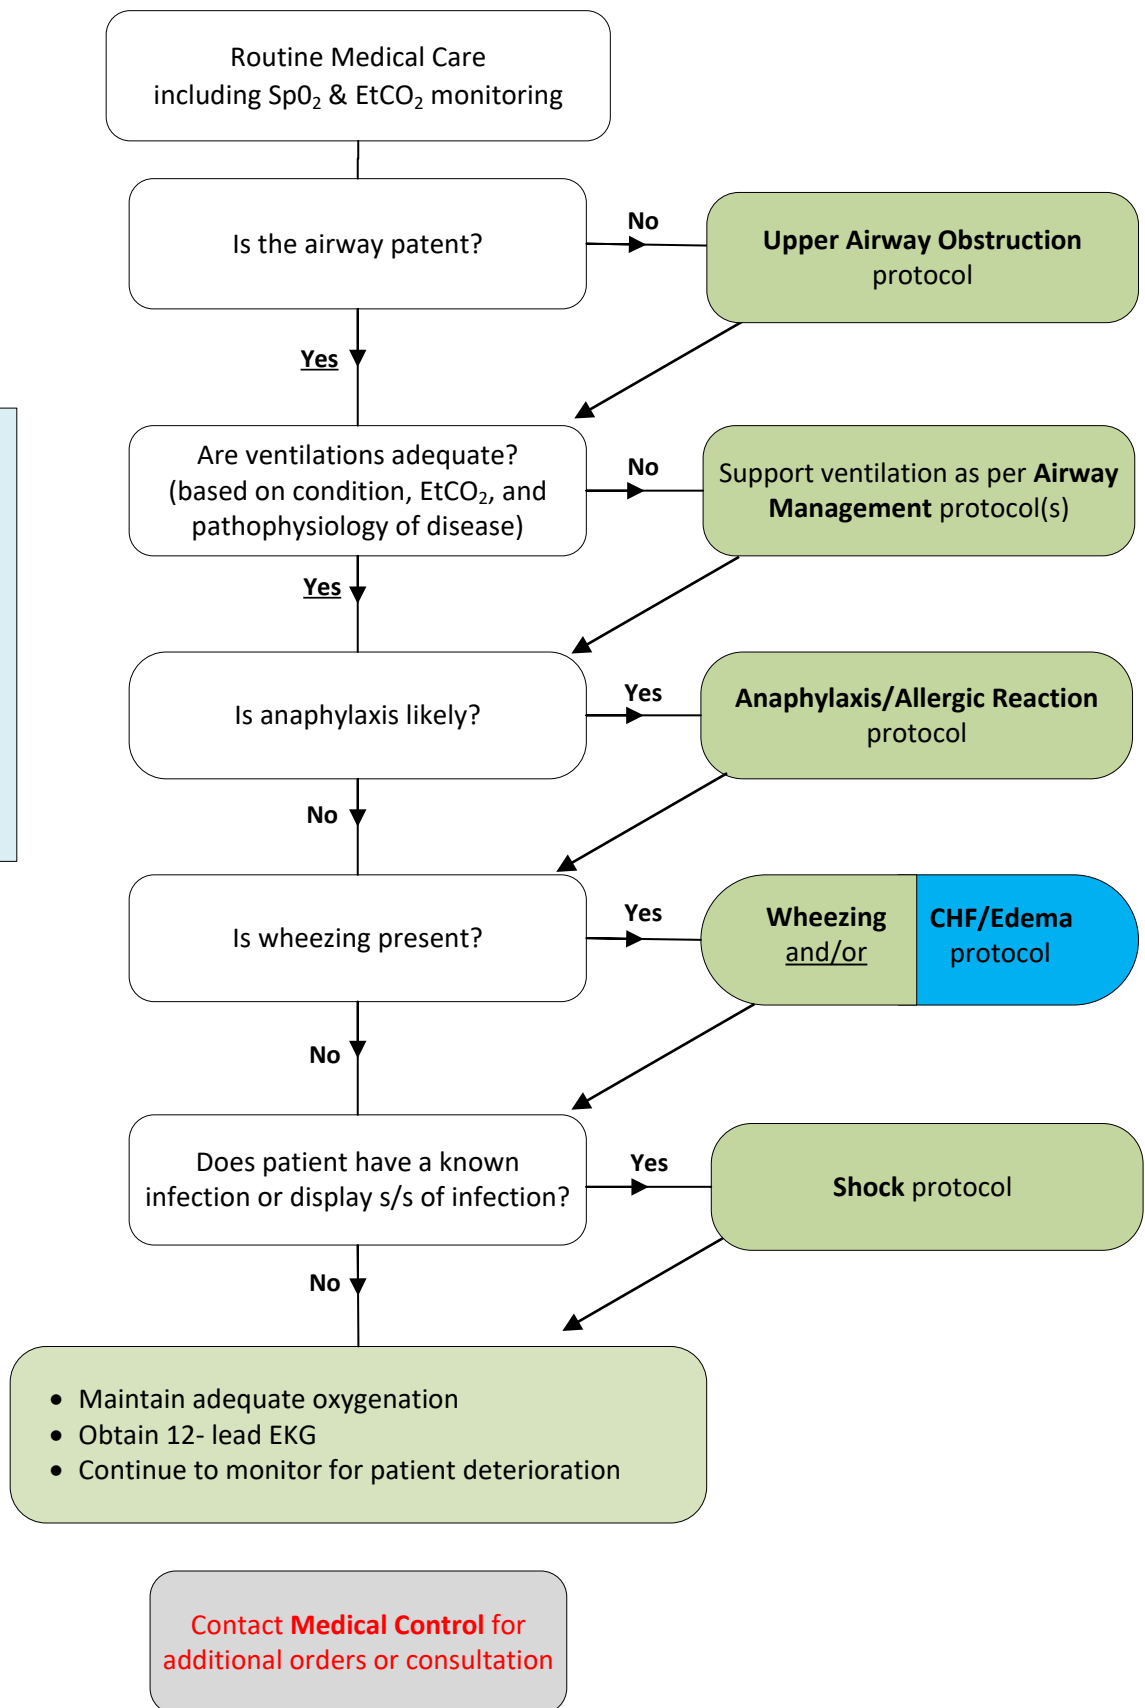 Routine Medical Care
including Sp0₂ & EtCO₂ monitoring
Is the airway patent?
No
Upper Airway Obstruction
protocol
Yes
Are ventilations adequate?
(based on condition, EtCO₂, and
pathophysiology of disease)
No
Support ventilation as per Airway
Management protocol(s)
Yes
Is anaphylaxis likely?
Yes
Anaphylaxis/Allergic Reaction
protocol
No
Is wheezing present?
Yes
Wheezing
and/or
CHF/Edema
protocol
No
Does patient have a known
infection or display s/s of infection?
Yes
Shock protocol
No
• Maintain adequate oxygenation
• Obtain 12- lead EKG
• Continue to monitor for patient deterioration
Contact Medical Control for
additional orders or consultation